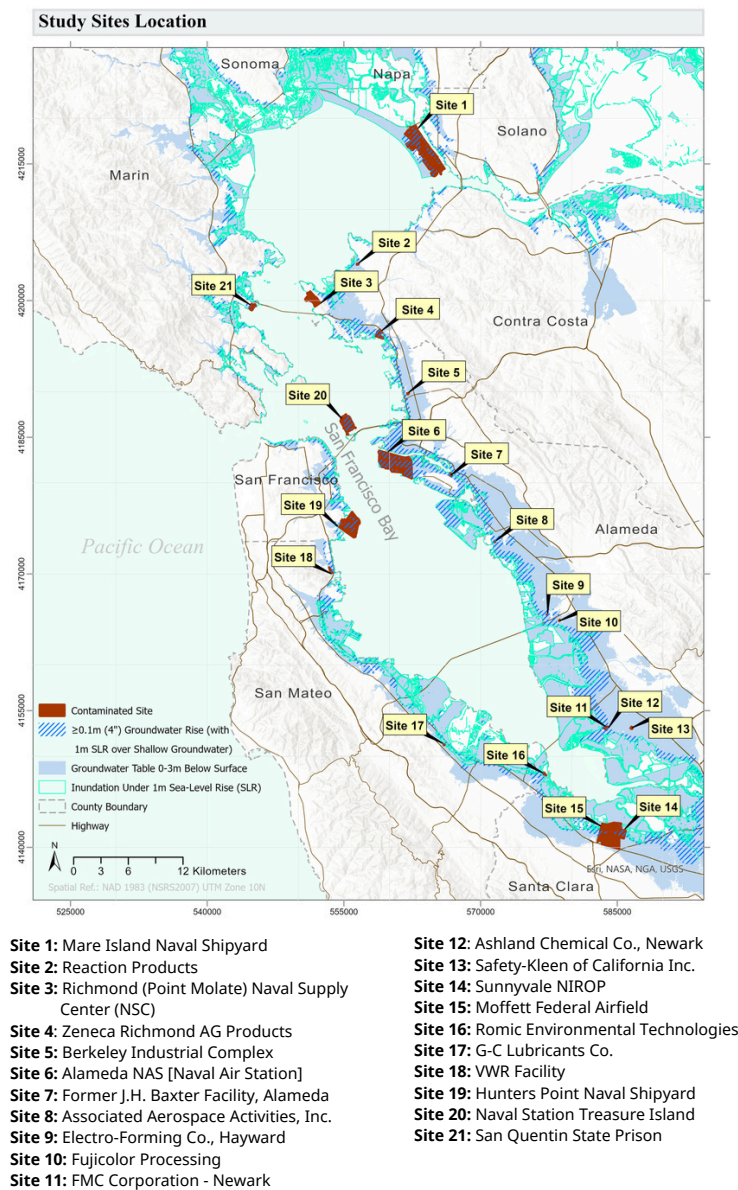 Study Sites Location
Sonoma
Napa
Site 1
Solano
4215000
4215000
Marin
Site 2
Site 3
Site 21
4200000
4200000
Site 4
Contra Costa
Site 5
Site 20
San Francisco Bay
Site 6
4185000
4185000
Site 7
San Francisco
Site 19
Site 8
Alameda
Pacific Ocean
Site 18
4170000
4170000
Site 9
Site 10
San Mateo
Site 12
Site 11
4155000
4155000
Site 17
Site 13
Site 16
Site 15
Site 14
4140000
4140000
Contaminated Site
≥0.1m (4") Groundwater Rise (with
1m SLR over Shallow Groundwater)
Groundwater Table 0-3m Below Surface
Inundation Under 1m Sea-Level Rise (SLR)
County Boundary
Highway
N
0 3 6 12 Kilometers
Spatial Ref.: NAD 1983 (NSRS2007) UTM Zone 10N
Esri, NASA, NGA, USGS
Santa Clara
525000 540000 555000 570000 585000
Site 1: Mare Island Naval Shipyard
Site 2: Reaction Products
Site 3: Richmond (Point Molate) Naval Supply
Center (NSC)
Site 4: Zeneca Richmond AG Products
Site 5: Berkeley Industrial Complex
Site 6: Alameda NAS [Naval Air Station]
Site 7: Former J.H. Baxter Facility, Alameda
Site 8: Associated Aerospace Activities, Inc.
Site 9: Electro-Forming Co., Hayward
Site 10: Fujicolor Processing
Site 11: FMC Corporation - Newark
Site 12: Ashland Chemical Co., Newark
Site 13: Safety-Kleen of California Inc.
Site 14: Sunnyvale NIROP
Site 15: Moffett Federal Airfield
Site 16: Romic Environmental Technologies
Site 17: G-C Lubricants Co.
Site 18: VWR Facility
Site 19: Hunters Point Naval Shipyard
Site 20: Naval Station Treasure Island
Site 21: San Quentin State Prison